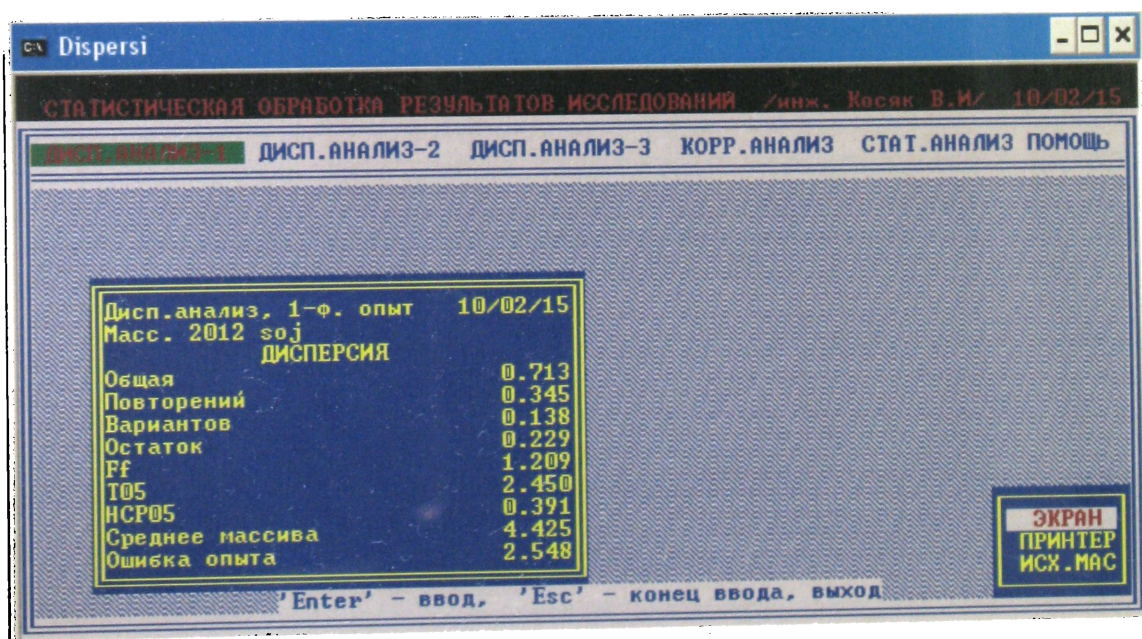 Dispersi
СТАТИСТИЧЕСКАЯ ОБРАБОТКА РЕЗУЛЬТАТОВ ИССЛЕДОВАНИЙ /инж. Косяк В.И/ 10/02/15
ДИСП.АНАЛИЗ-1 ДИСП.АНАЛИЗ-2 ДИСП.АНАЛИЗ-3 КОРР.АНАЛИЗ СТАТ.АНАЛИЗ ПОМОЩЬ
Дисп.анализ, 1-ф. опыт 10/02/15
Масс. 2012 soj
ДИСПЕРСИЯ
Общая 0.713
Повторений 0.345
Вариантов 0.138
Остаток 0.229
Ff 1.209
T05 2.450
НСР05 0.391
Среднее массива 4.425
Ошибка опыта 2.548
ЭКРАН
ПРИНТЕР
ИСХ.МАС
'Enter' - ввод, 'Esc' - конец ввода, выход